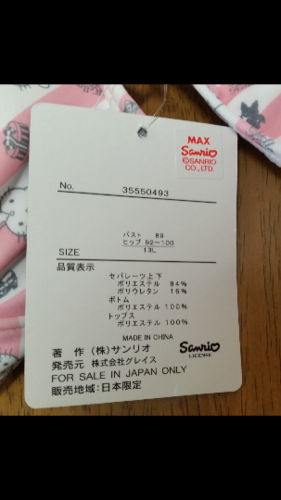 MAX
Sanrio
©SANRIO
CO., LTD.
No. 35550493
バスト 89
ヒップ 92〜100
SIZE 13L
品質表示
セパレーツ上下
ポリエステル 84%
ポリウレタン 16%
ボトム
ポリエステル 100%
トップス
ポリエステル 100%
MADE IN CHINA
著 作 (株)サンリオ
Sanrio
LICENSE
発売元 株式会社グレイス
FOR SALE IN JAPAN ONLY
販売地域:日本限定